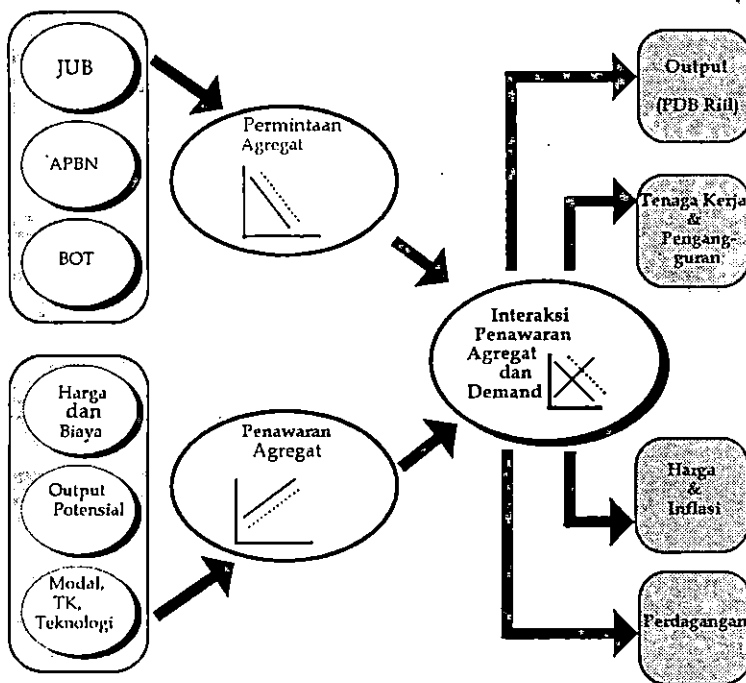 JUB
APBN
BOT
Permintaan
Agregat
Output
(PDB Riil)
Tenaga Kerja
&
Pengang-
guran
Interaksi
Penawaran
Agregat
dan
Demand
Harga
dan
Biaya
Output
Potensial
Modal,
TK,
Teknologi
Penawaran
Agregat
Harga
&
Inflasi
Perdagangan